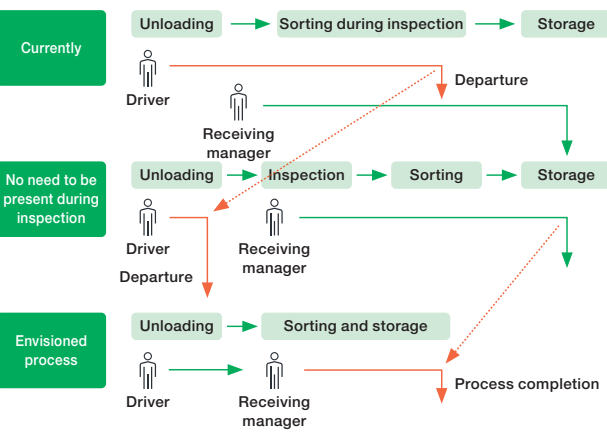 Currently
Unloading
Sorting during inspection
Storage
Driver
Departure
Receiving
manager
No need to be
present during
inspection
Unloading
Inspection
Sorting
Storage
Driver
Receiving
manager
Departure
Envisioned
process
Unloading
Sorting and storage
Driver
Receiving
manager
Process completion